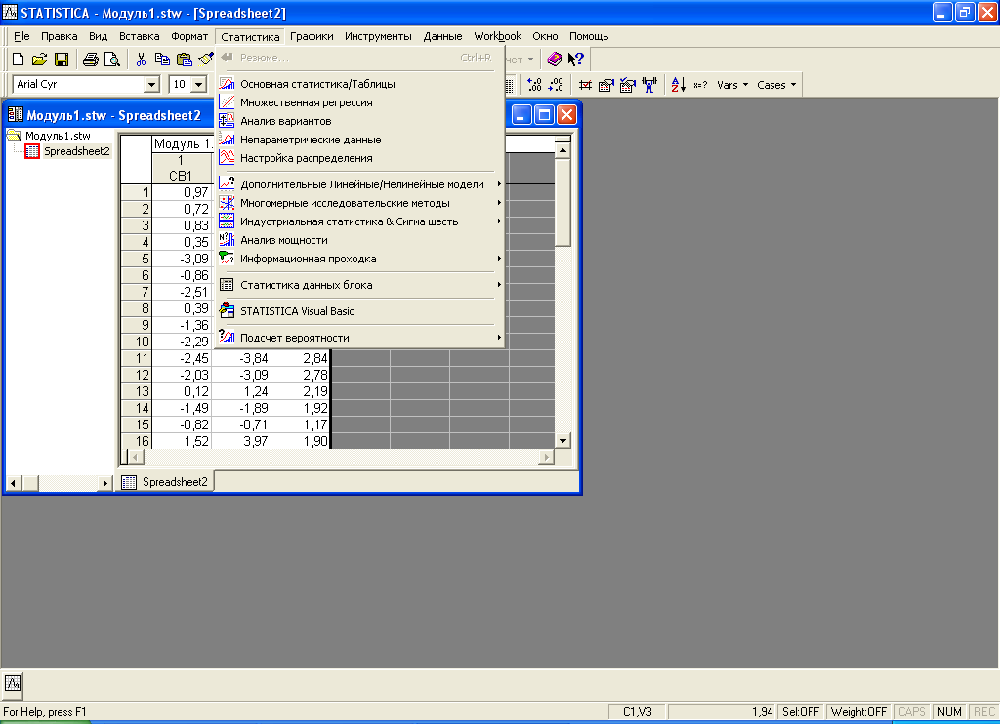 STATISTICA - Модуль1.stw - [Spreadsheet2]
File Правка Вид Вставка Формат Статистика Графики Инструменты Данные Workbook Окно Помощь
Резюме... Ctrl+R
Arial Cyr 10 Vars Cases
x=?
Основная статистика/Таблицы
Множественная регрессия
Анализ вариантов
Непараметрические данные
Настройка распределения
Дополнительные Линейные/Нелинейные модели
Многомерные исследовательские методы
Индустриальная статистика & Сигма шесть
Анализ мощности
Информационная проходка
Статистика данных блока
STATISTICA Visual Basic
Подсчет вероятности
Модуль1.stw - Spreadsheet2
Модуль1.stw
Spreadsheet2
Модуль 1.
1
СВ1
1 0,97
2 0,72
3 0,83
4 0,35
5 -3,09
6 -0,86
7 -2,51
8 0,39
9 -1,36
10 -2,29
11 -2,45 -3,84 2,84
12 -2,03 -3,09 2,78
13 0,12 1,24 2,19
14 -1,49 -1,89 1,92
15 -0,82 -0,71 1,17
16 1,52 3,97 1,90
Spreadsheet2
For Help, press F1 C1,V3 1,94 Sel:OFF Weight:OFF CAPS NUM REC